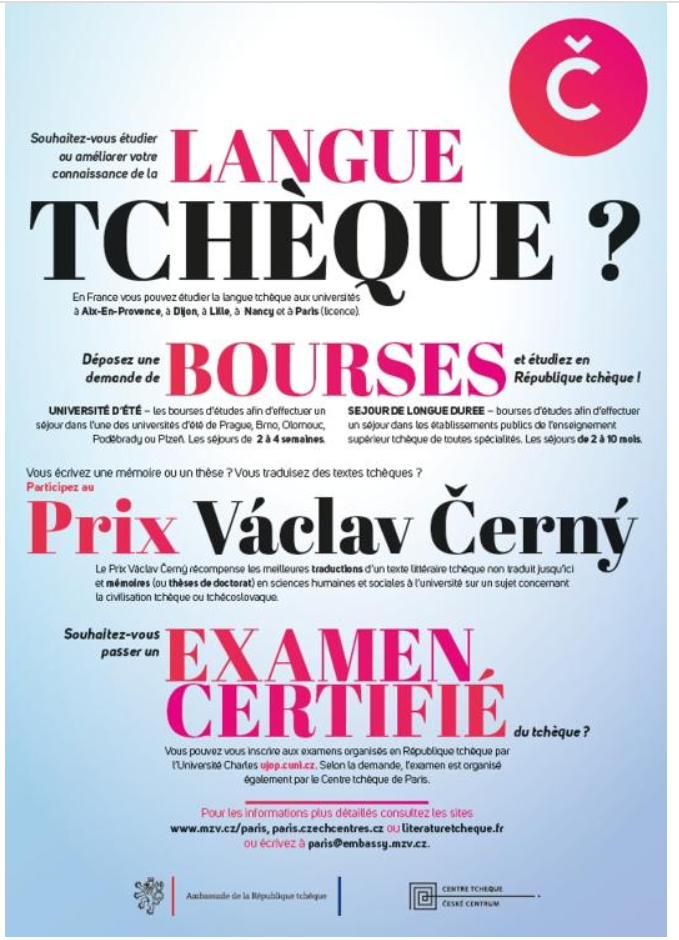 Č
Souhaitez-vous étudier
ou améliorer votre
connaissance de la
LANGUE
TCHÈQUE ?
En France vous pouvez étudier la langue tchèque aux universités
à Aix-En-Provence, à Dijon, à Lille, à Nancy et à Paris (licence).
Déposez une
demande de
BOURSES
et étudiez en
République tchèque !
UNIVERSITÉ D'ÉTÉ – les bourses d'études afin d'effectuer un
séjour dans l'une des universités d'été de Prague, Brno, Olomouc,
Poděbrady ou Plzeň. Les séjours de 2 à 4 semaines.
SEJOUR DE LONGUE DUREE – bourses d'études afin d'effectuer
un séjour dans les établissements publics de l'enseignement
supérieur tchèque de toutes spécialités. Les séjours de 2 à 10 mois.
Vous écrivez une mémoire ou un thèse ? Vous traduisez des textes tchèques ?
Participez au
Prix Václav Černý
Le Prix Václav Černý récompense les meilleures traductions d'un texte littéraire tchèque non traduit jusqu'ici
et mémoires (ou thèses de doctorat) en sciences humaines et sociales à l'université sur un sujet concernant
la civilisation tchèque ou tchécoslovaque.
Souhaitez-vous
passer un
EXAMEN
CERTIFIÉ
du tchèque ?
Vous pouvez vous inscrire aux examens organisés en République tchèque par
l'Université Charles ujop.cuni.cz. Selon la demande, l'examen est organisé
également par le Centre tchèque de Paris.
Pour les informations plus détaillés consultez les sites
www.mzv.cz/paris, paris.czechcentres.cz ou literaturetcheque.fr
ou écrivez à paris@embassy.mzv.cz.
Ambassade de la République tchèque
CENTRE TCHEQUE
ČESKÉ CENTRUM